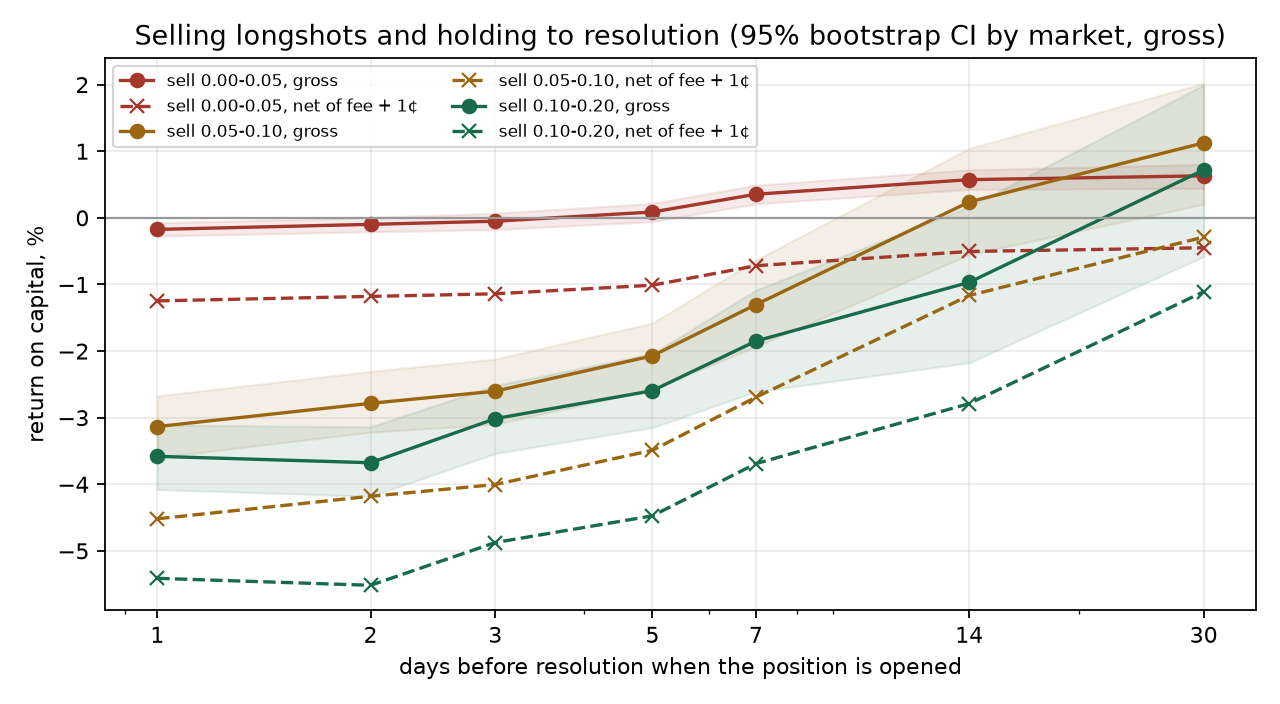 Selling longshots and holding to resolution (95% bootstrap CI by market, gross)
sell 0.00-0.05, gross
sell 0.00-0.05, net of fee + 1¢
sell 0.05-0.10, gross
sell 0.05-0.10, net of fee + 1¢
sell 0.10-0.20, gross
sell 0.10-0.20, net of fee + 1¢
return on capital, %
2
1
0
−1
−2
−3
−4
−5
1 2 3 5 7 14 30
days before resolution when the position is opened